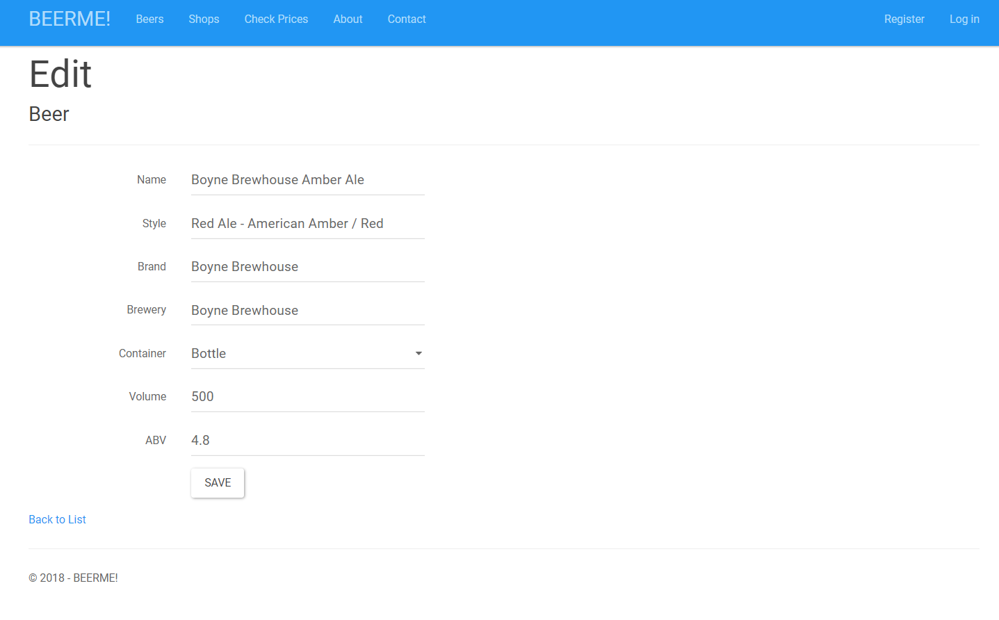 BEERME! Beers Shops Check Prices About Contact Register Log in
Edit
Beer
Name Boyne Brewhouse Amber Ale
Style Red Ale - American Amber / Red
Brand Boyne Brewhouse
Brewery Boyne Brewhouse
Container Bottle
Volume 500
ABV 4.8
SAVE
Back to List
© 2018 - BEERME!